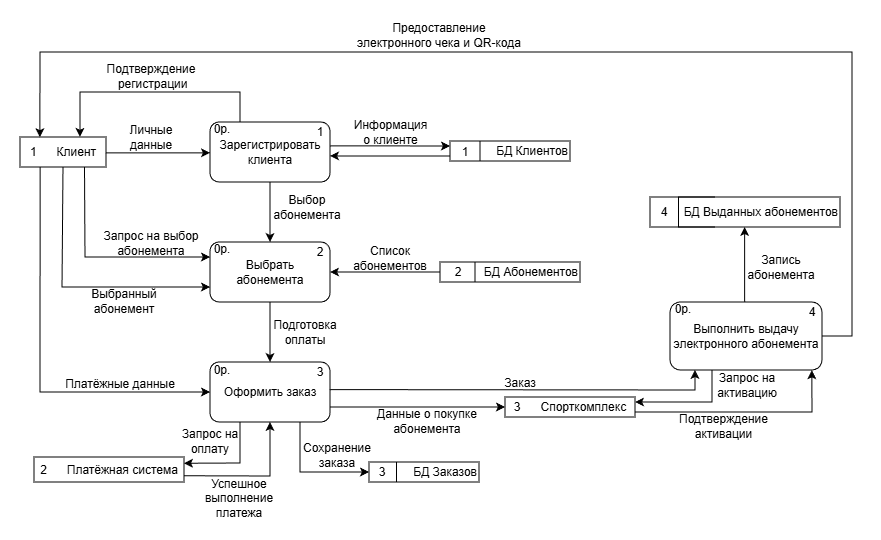 Предоставление
электронного чека и QR-кода
Подтверждение
регистрации
1 Клиент
Личные
данные
0р.
1
Зарегистрировать
клиента
Информация
о клиенте
1 БД Клиентов
Выбор
абонемента
4 БД Выданных абонементов
Запрос на выбор
абонемента
0р.
2
Выбрать
абонемента
Список
абонементов
2 БД Абонементов
Запись
абонемента
Выбранный
абонемент
Подготовка
оплаты
0р.
4
Выполнить выдачу
электронного абонемента
Платёжные данные
0р.
3
Оформить заказ
Заказ
Запрос на
активацию
Данные о покупке
абонемента
3 Спорткомплекс
Подтверждение
активации
Запрос на
оплату
2 Платёжная система
Успешное
выполнение
платежа
Сохранение
заказа
3 БД Заказов